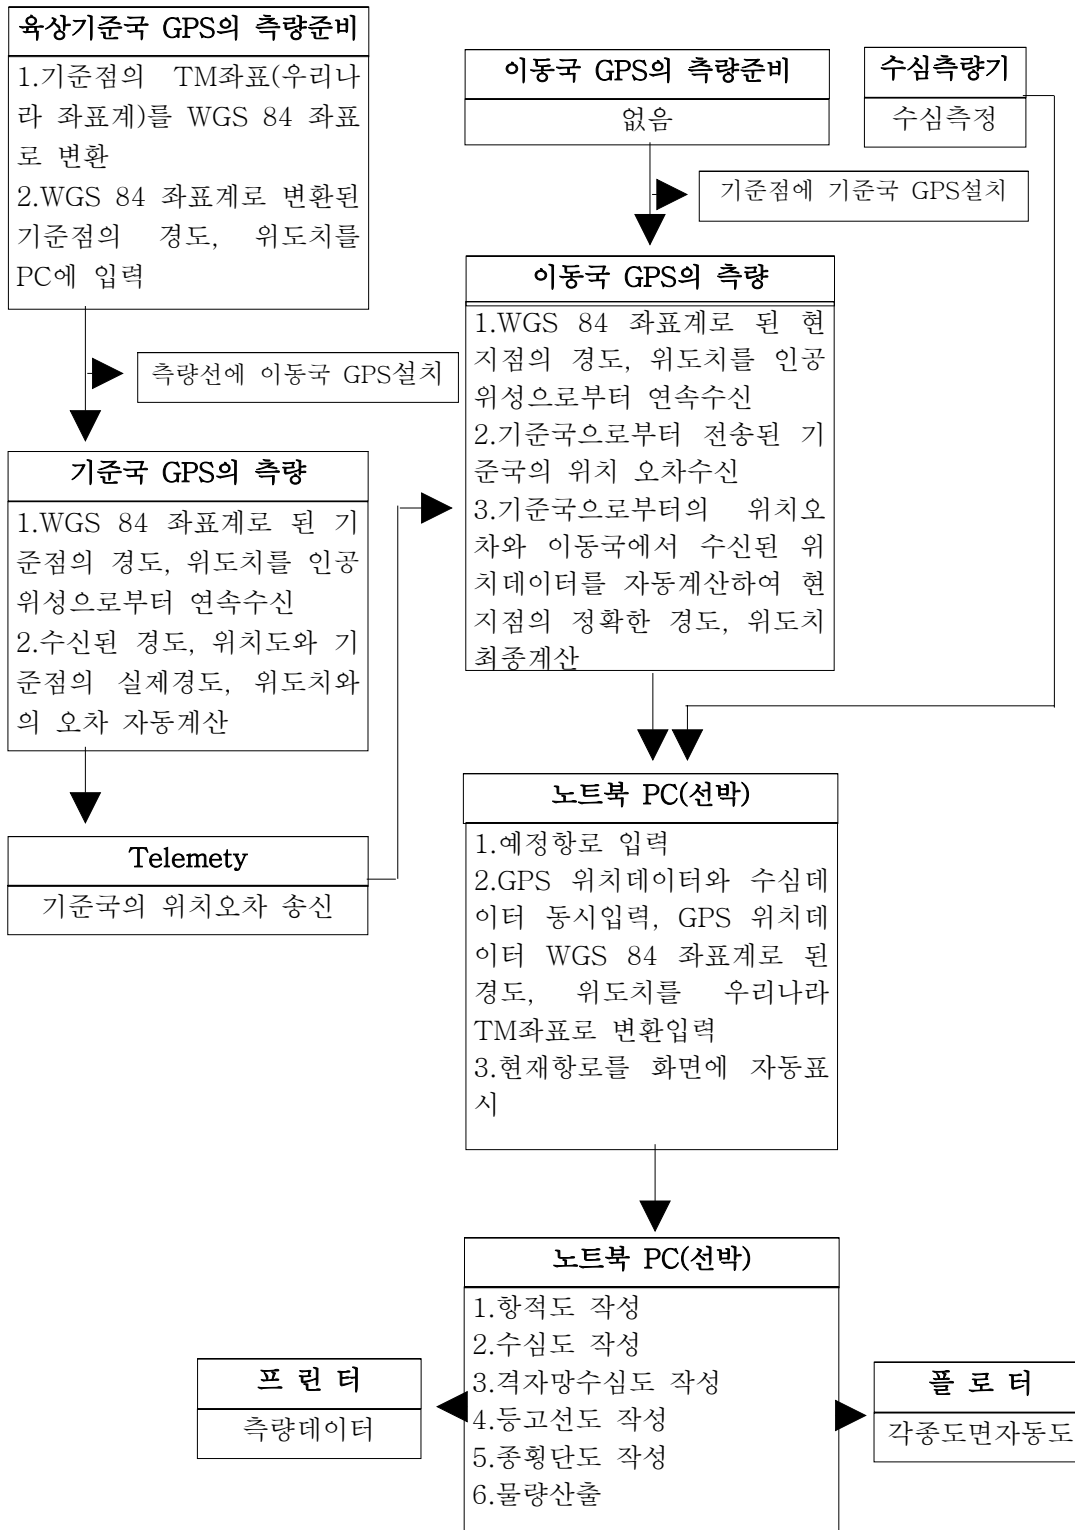 육상기준국 GPS의 측량준비
1.기준점의 TM좌표(우리나
라 좌표계)를 WGS 84 좌표
로 변환
2.WGS 84 좌표계로 변환된
기준점의 경도, 위도치를
PC에 입력
이동국 GPS의 측량준비
없음
수심측량기
수심측정
기준점에 기준국 GPS설치
측량선에 이동국 GPS설치
이동국 GPS의 측량
1.WGS 84 좌표계로 된 현
지점의 경도, 위도치를 인공
위성으로부터 연속수신
2.기준국으로부터 전송된 기
준국의 위치 오차수신
3.기준국으로부터의 위치오
차와 이동국에서 수신된 위
치데이터를 자동계산하여 현
지점의 정확한 경도, 위도치
최종계산
기준국 GPS의 측량
1.WGS 84 좌표계로 된 기
준점의 경도, 위도치를 인공
위성으로부터 연속수신
2.수신된 경도, 위치도와 기
준점의 실제경도, 위도치와
의 오차 자동계산
Telemety
기준국의 위치오차 송신
노트북 PC(선박)
1.예정항로 입력
2.GPS 위치데이터와 수심데
이터 동시입력, GPS 위치데
이터 WGS 84 좌표계로 된
경도, 위도치를 우리나라
TM좌표로 변환입력
3.현재항로를 화면에 자동표
시
노트북 PC(선박)
1.항적도 작성
2.수심도 작성
3.격자망수심도 작성
4.등고선도 작성
5.종횡단도 작성
6.물량산출
프 린 터
측량데이터
플 로 터
각종도면자동도